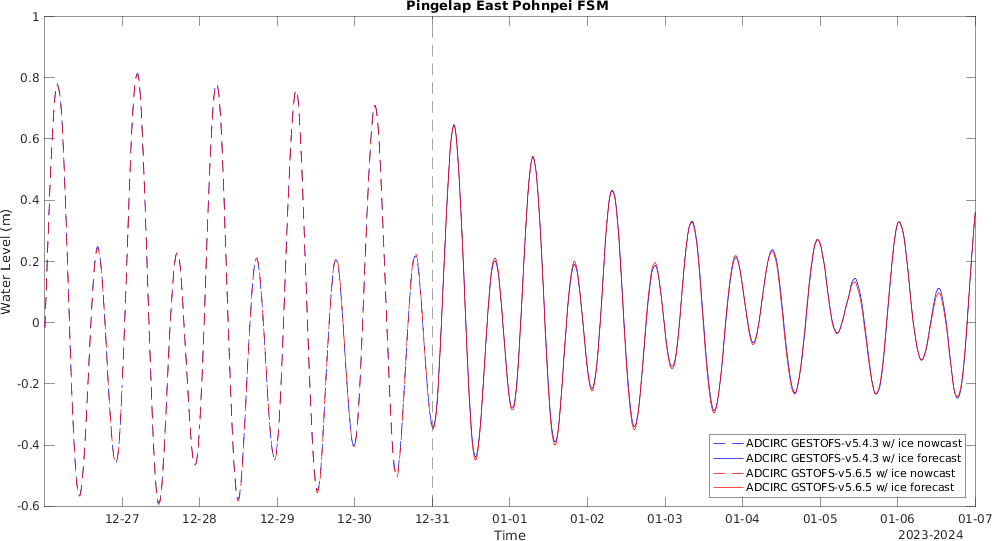 Pingelap East Pohnpei FSM
1
0.8
0.6
0.4
0.2
0
-0.2
-0.4
-0.6
Water Level (m)
ADCIRC GESTOFS-v5.4.3 w/ ice nowcast
ADCIRC GESTOFS-v5.4.3 w/ ice forecast
ADCIRC GSTOFS-v5.6.5 w/ ice nowcast
ADCIRC GSTOFS-v5.6.5 w/ ice forecast
12-27 12-28 12-29 12-30 12-31 01-01 01-02 01-03 01-04 01-05 01-06 01-07
Time
2023-2024